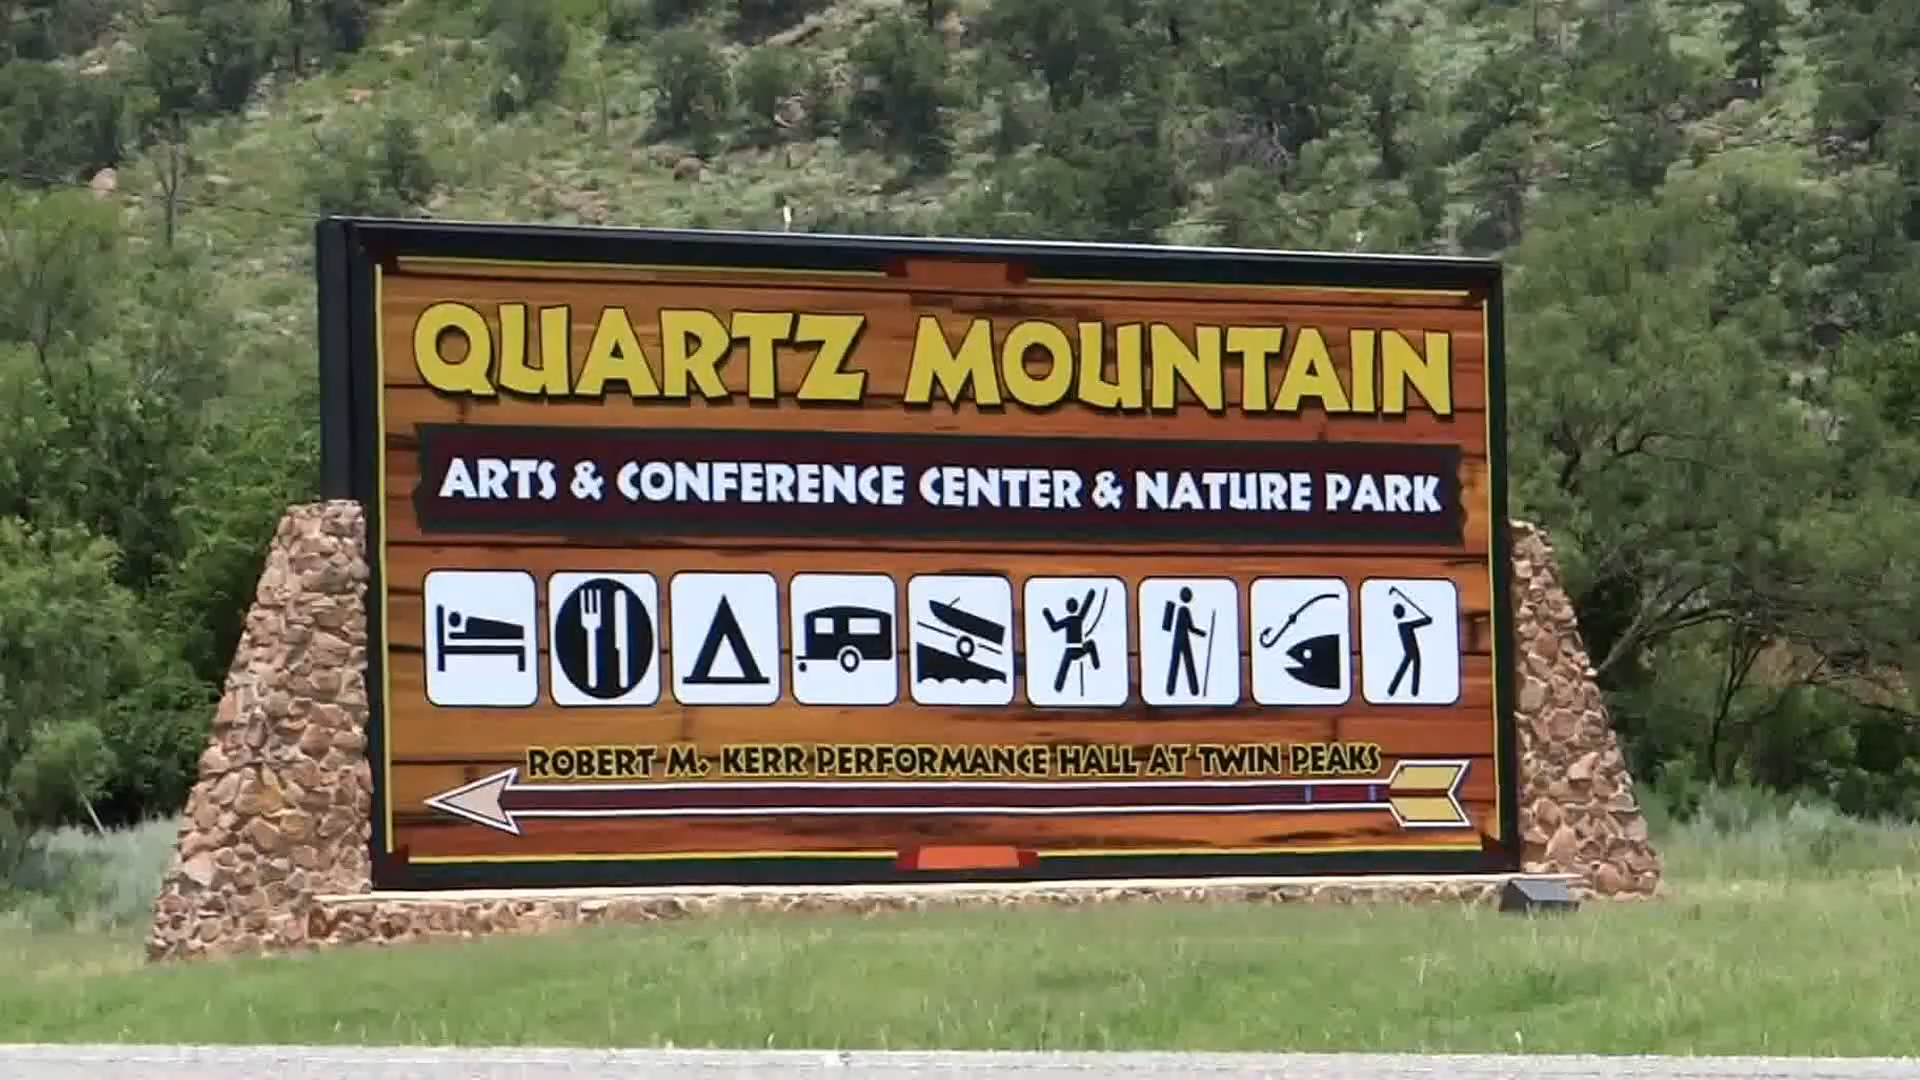 QUARTZ MOUNTAIN
ARTS & CONFERENCE CENTER & NATURE PARK
ROBERT M. KERR PERFORMANCE HALL AT TWIN PEAKS